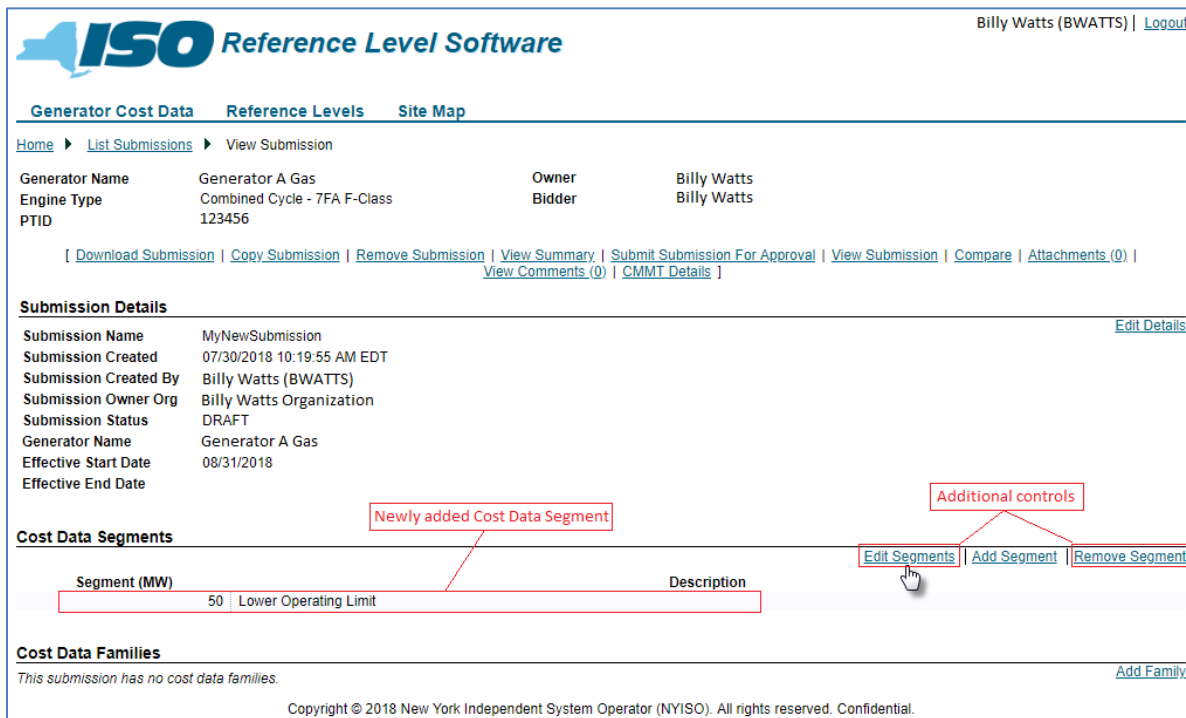 Billy Watts (BWATTS) | Logout
ISO Reference Level Software
Generator Cost Data Reference Levels Site Map
Home List Submissions View Submission
Generator Name Generator A Gas Owner Billy Watts
Engine Type Combined Cycle - 7FA F-Class Bidder Billy Watts
PTID 123456
[ Download Submission | Copy Submission | Remove Submission | View Summary | Submit Submission For Approval | View Submission | Compare | Attachments (0) |
View Comments (0) | CMMT Details ]
Submission Details
Edit Details
Submission Name MyNewSubmission
Submission Created 07/30/2018 10:19:55 AM EDT
Submission Created By Billy Watts (BWATTS)
Submission Owner Org Billy Watts Organization
Submission Status DRAFT
Generator Name Generator A Gas
Effective Start Date 08/31/2018
Effective End Date
Additional controls
Newly added Cost Data Segment
Cost Data Segments
Edit Segments | Add Segment | Remove Segment
Segment (MW) Description
50 Lower Operating Limit
Cost Data Families
This submission has no cost data families. Add Family
Copyright © 2018 New York Independent System Operator (NYISO). All rights reserved. Confidential.